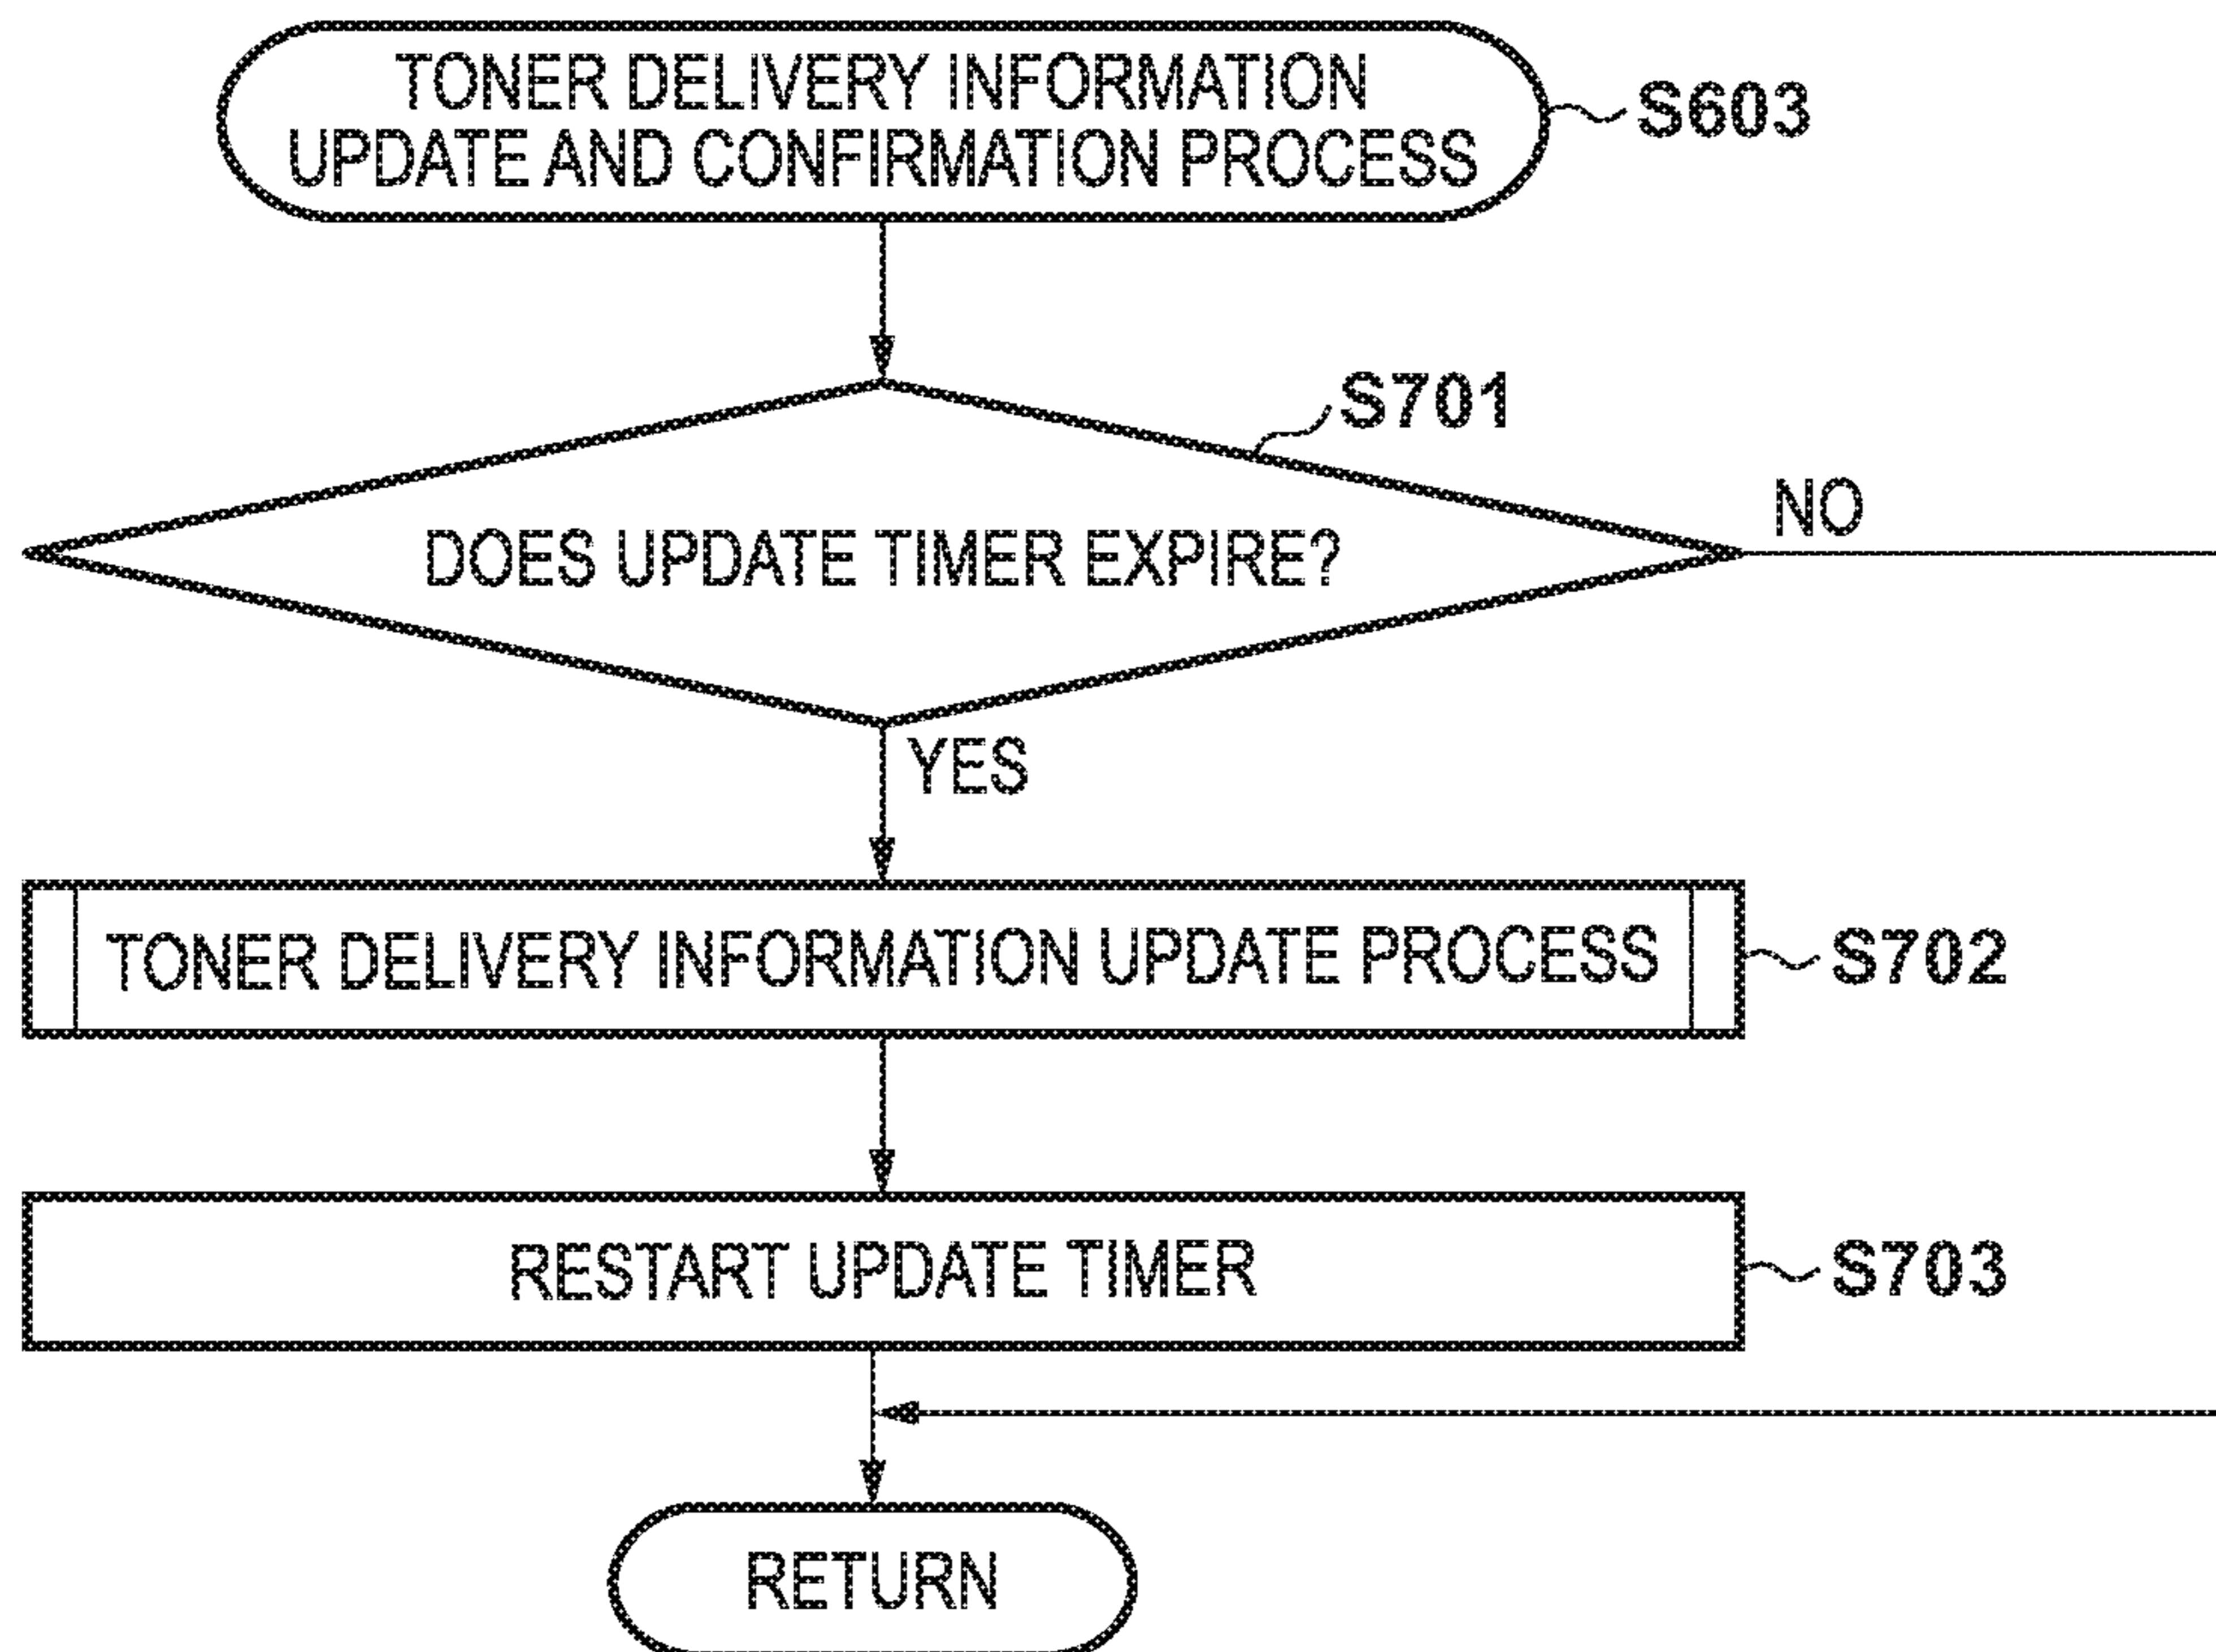 TONER DELIVERY INFORMATION
UPDATE AND CONFIRMATION PROCESS
S603
S701
DOES UPDATE TIMER EXPIRE?
NO
YES
TONER DELIVERY INFORMATION UPDATE PROCESS
S702
RESTART UPDATE TIMER
S703
RETURN